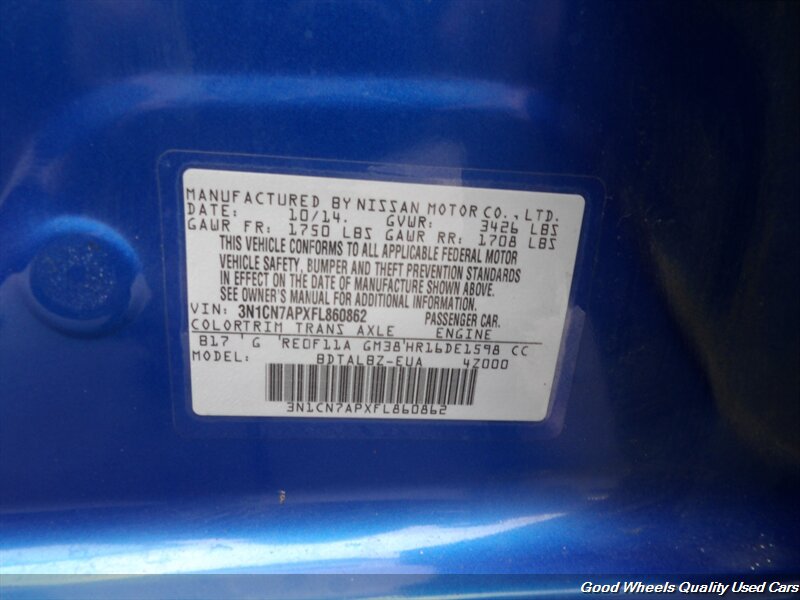 MANUFACTURED BY NISSAN MOTOR CO., LTD.
DATE: 10/14. GVWR: 3426 LBS
GAWR FR: 1750 LBS GAWR RR: 1708 LBS
THIS VEHICLE CONFORMS TO ALL APPLICABLE FEDERAL MOTOR
VEHICLE SAFETY, BUMPER AND THEFT PREVENTION STANDARDS
IN EFFECT ON THE DATE OF MANUFACTURE SHOWN ABOVE.
SEE OWNER'S MANUAL FOR ADDITIONAL INFORMATION.
VIN: 3N1CN7APXFL860862 PASSENGER CAR.
COLOR TRIM TRANS AXLE ENGINE
B17 'G 'RE0F11A GM38'HR16DE1598 CC
MODEL: BDTALBZ-EUA 4Z000
3N1CN7APXFL860862
Good Wheels Quality Used Cars